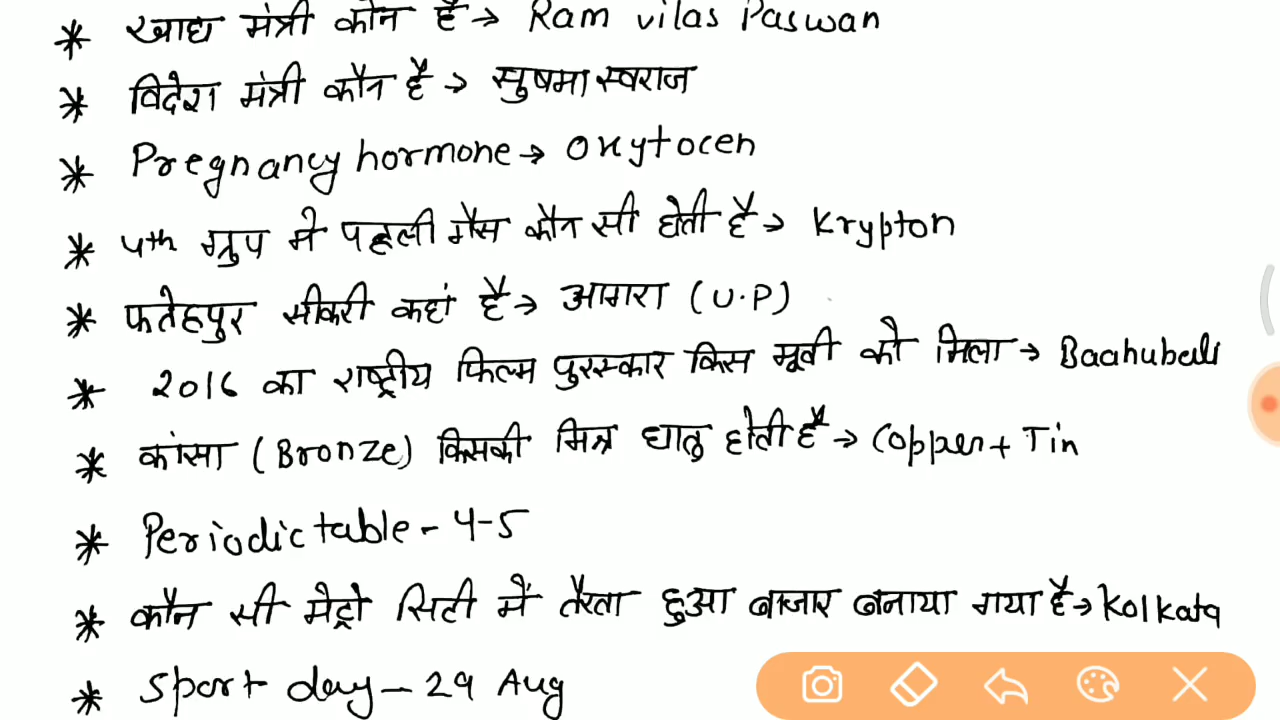 * खाद्य मंत्री कौन है → Ram vilas Paswan
* विदेश मंत्री कौन है → सुषमा स्वराज
* Pregnancy hormone → Oxytocen
* 4th ग्रुप में पहली गैस कौन सी होती है → Krypton
* फतेहपुर सीकरी कहां है → आगरा (U.P)
* 2016 का राष्ट्रीय फिल्म पुरस्कार किस मूवी को मिला → Baahubali
* कांसा (Bronze) किसकी मिश्र धातु होती है → Copper + Tin
* Periodic table - 4-5
* कौन सी मेट्रो सिटी में तैरता हुआ बाजार बनाया गया है → Kolkata
* Sport day - 29 Aug